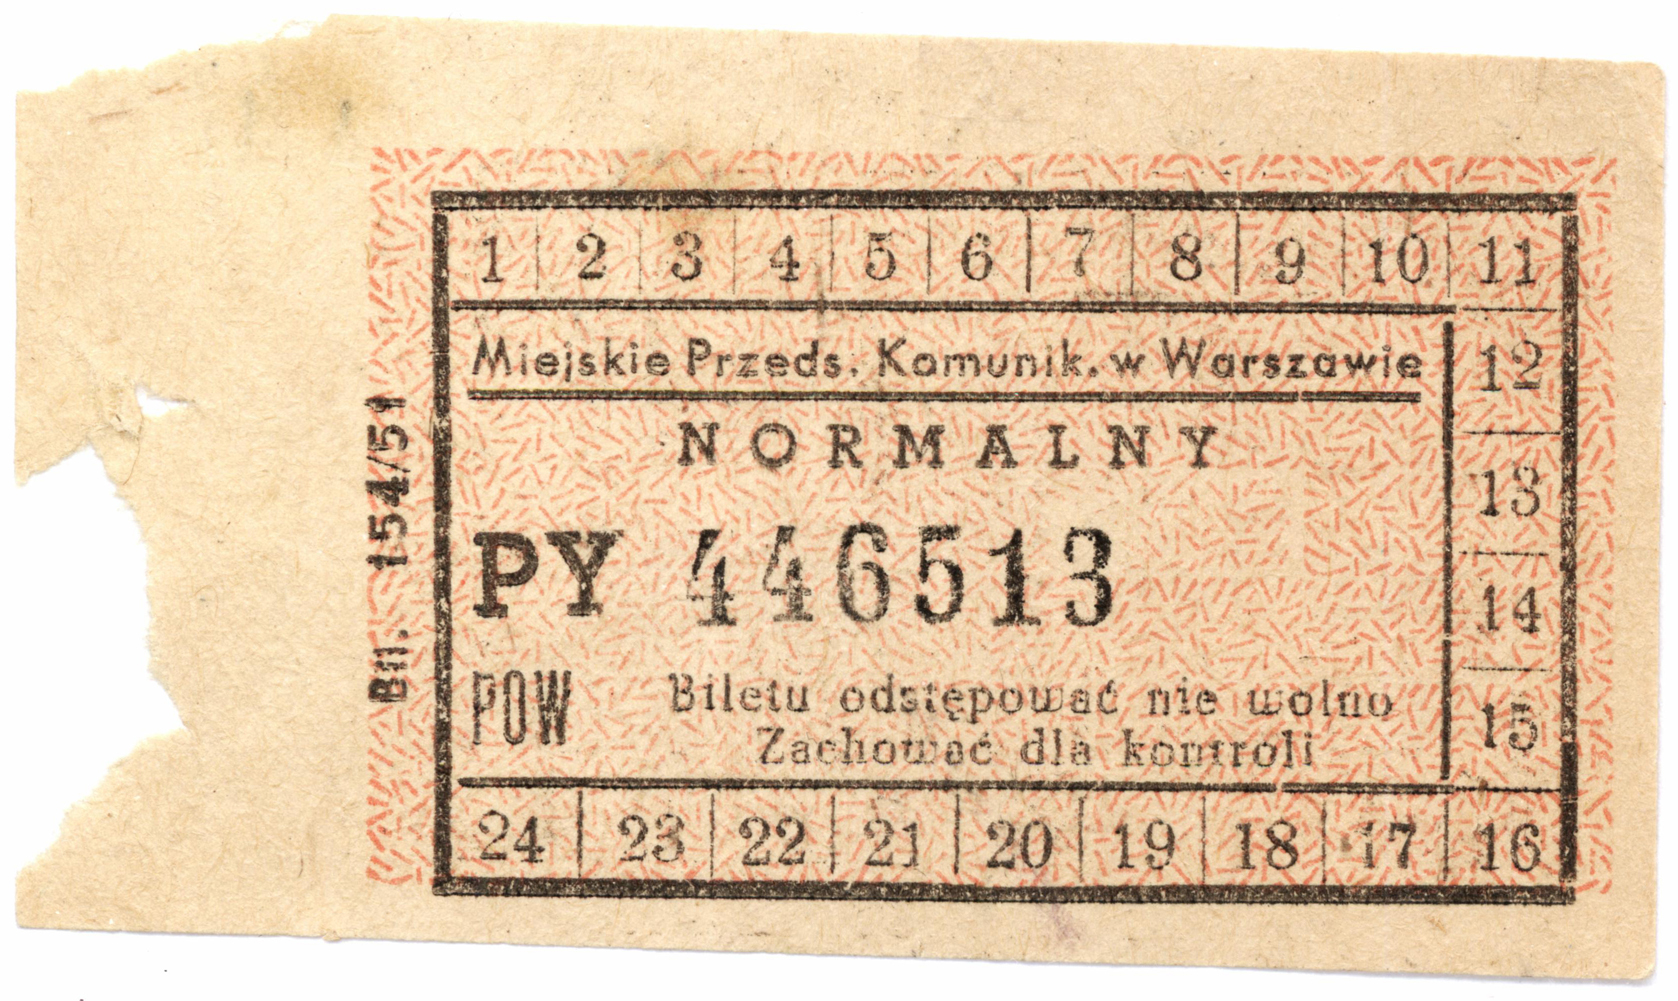 1 2 3 4 5 6 7 8 9 10 11
Miejskie Przeds. Komunik. w Warszawie
12
NORMALNY
13
PY 446513
14
POW
Biletu odstępować nie wolno
Zachować dla kontroli
15
24 23 22 21 20 19 18 17 16
Bn. 154/51